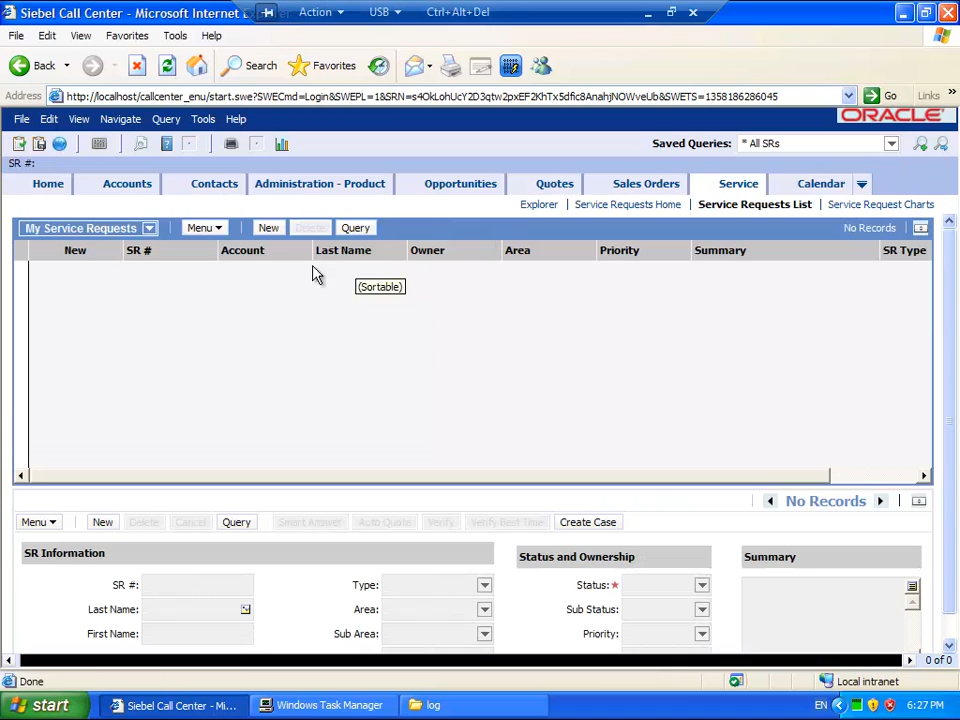 Siebel Call Center - Microsoft Internet Action USB Ctrl+Alt+Del
File Edit View Favorites Tools Help
Back Search Favorites
Address http://localhost/callcenter_enu/start.swe?SWECmd=Login&SWEPL=1&SRN=s4OkLohUcY2D3qtw2pxEF2KhTx5dfic8AnahjNOWveUb&SWETS=1358186286045 Go Links »
File Edit View Navigate Query Tools Help ORACLE
Saved Queries: * All SRs
SR #:
Home Accounts Contacts Administration - Product Opportunities Quotes Sales Orders Service Calendar
Explorer Service Requests Home Service Requests List Service Request Charts
My Service Requests Menu New Delete Query No Records
New SR # Account Last Name Owner Area Priority Summary SR Type
(Sortable)
No Records
Menu New Delete Cancel Query Smart Answer Auto Quote Verify Verify Best Time Create Case
SR Information Status and Ownership Summary
SR #: Type: Status:*
Last Name: Area: Sub Status:
First Name: Sub Area: Priority:
0 of 0
Done Local intranet
start Siebel Call Center - Mi... Windows Task Manager log EN 6:27 PM